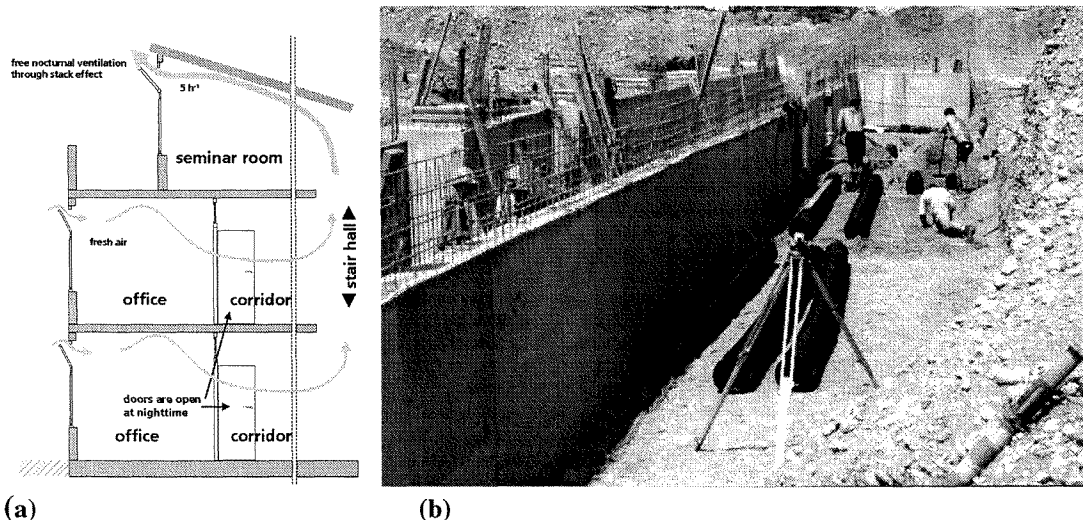 free nocturnal ventilation
through stack effect
5 hr⁻¹
seminar room
fresh air
stair hall
office
corridor
doors are open
at nighttime
office
corridor
(a)
(b)